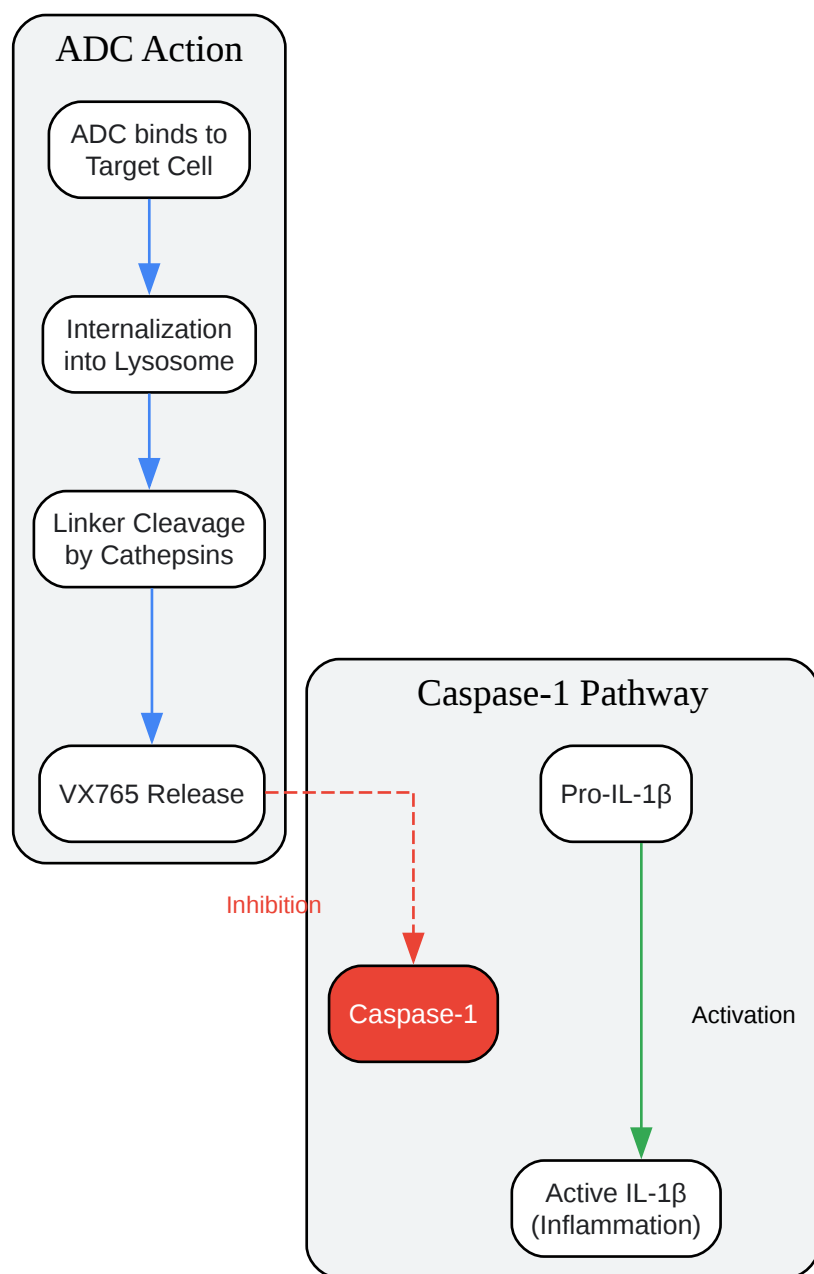 ADC Action
ADC binds to
Target Cell
Internalization
into Lysosome
Linker Cleavage
by Cathepsins
VX765 Release
Inhibition
Caspase-1 Pathway
Pro-IL-1β
Caspase-1
Activation
Active IL-1β
(Inflammation)